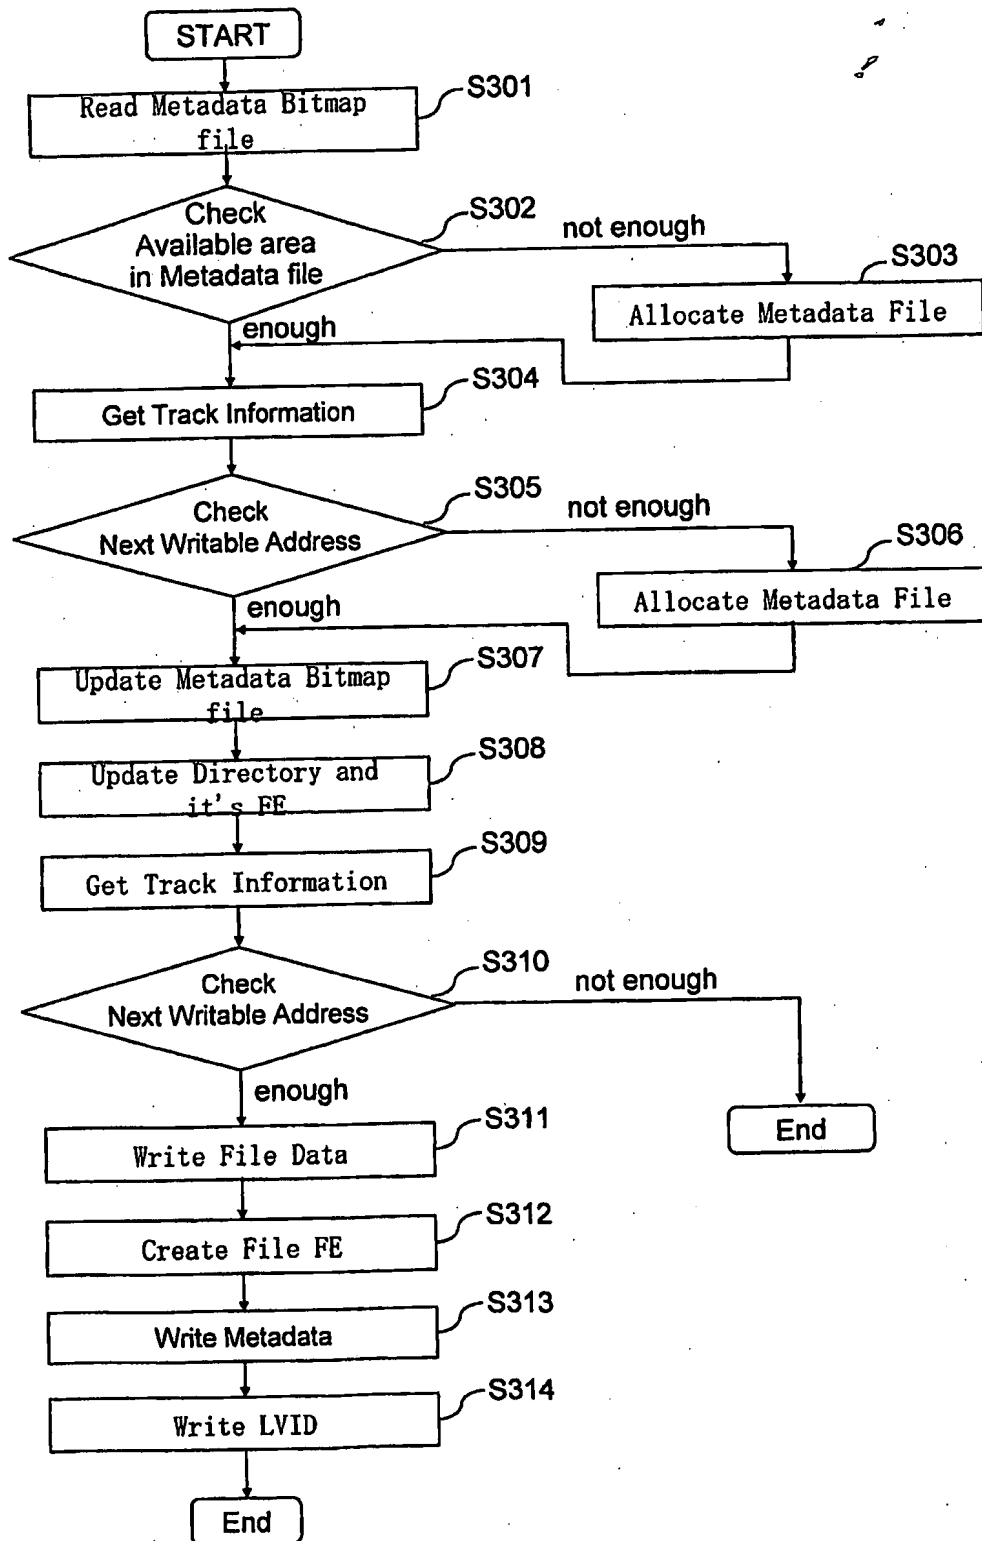 START
S301
Read Metadata Bitmap
file
S302
Check
Available area
in Metadata file
not enough
S303
Allocate Metadata File
enough
S304
Get Track Information
S305
Check
Next Writable Address
not enough
S306
Allocate Metadata File
enough
S307
Update Metadata Bitmap
file
S308
Update Directory and
it's FE
S309
Get Track Information
S310
Check
Next Writable Address
not enough
enough
End
S311
Write File Data
S312
Create File FE
S313
Write Metadata
S314
Write LVID
End